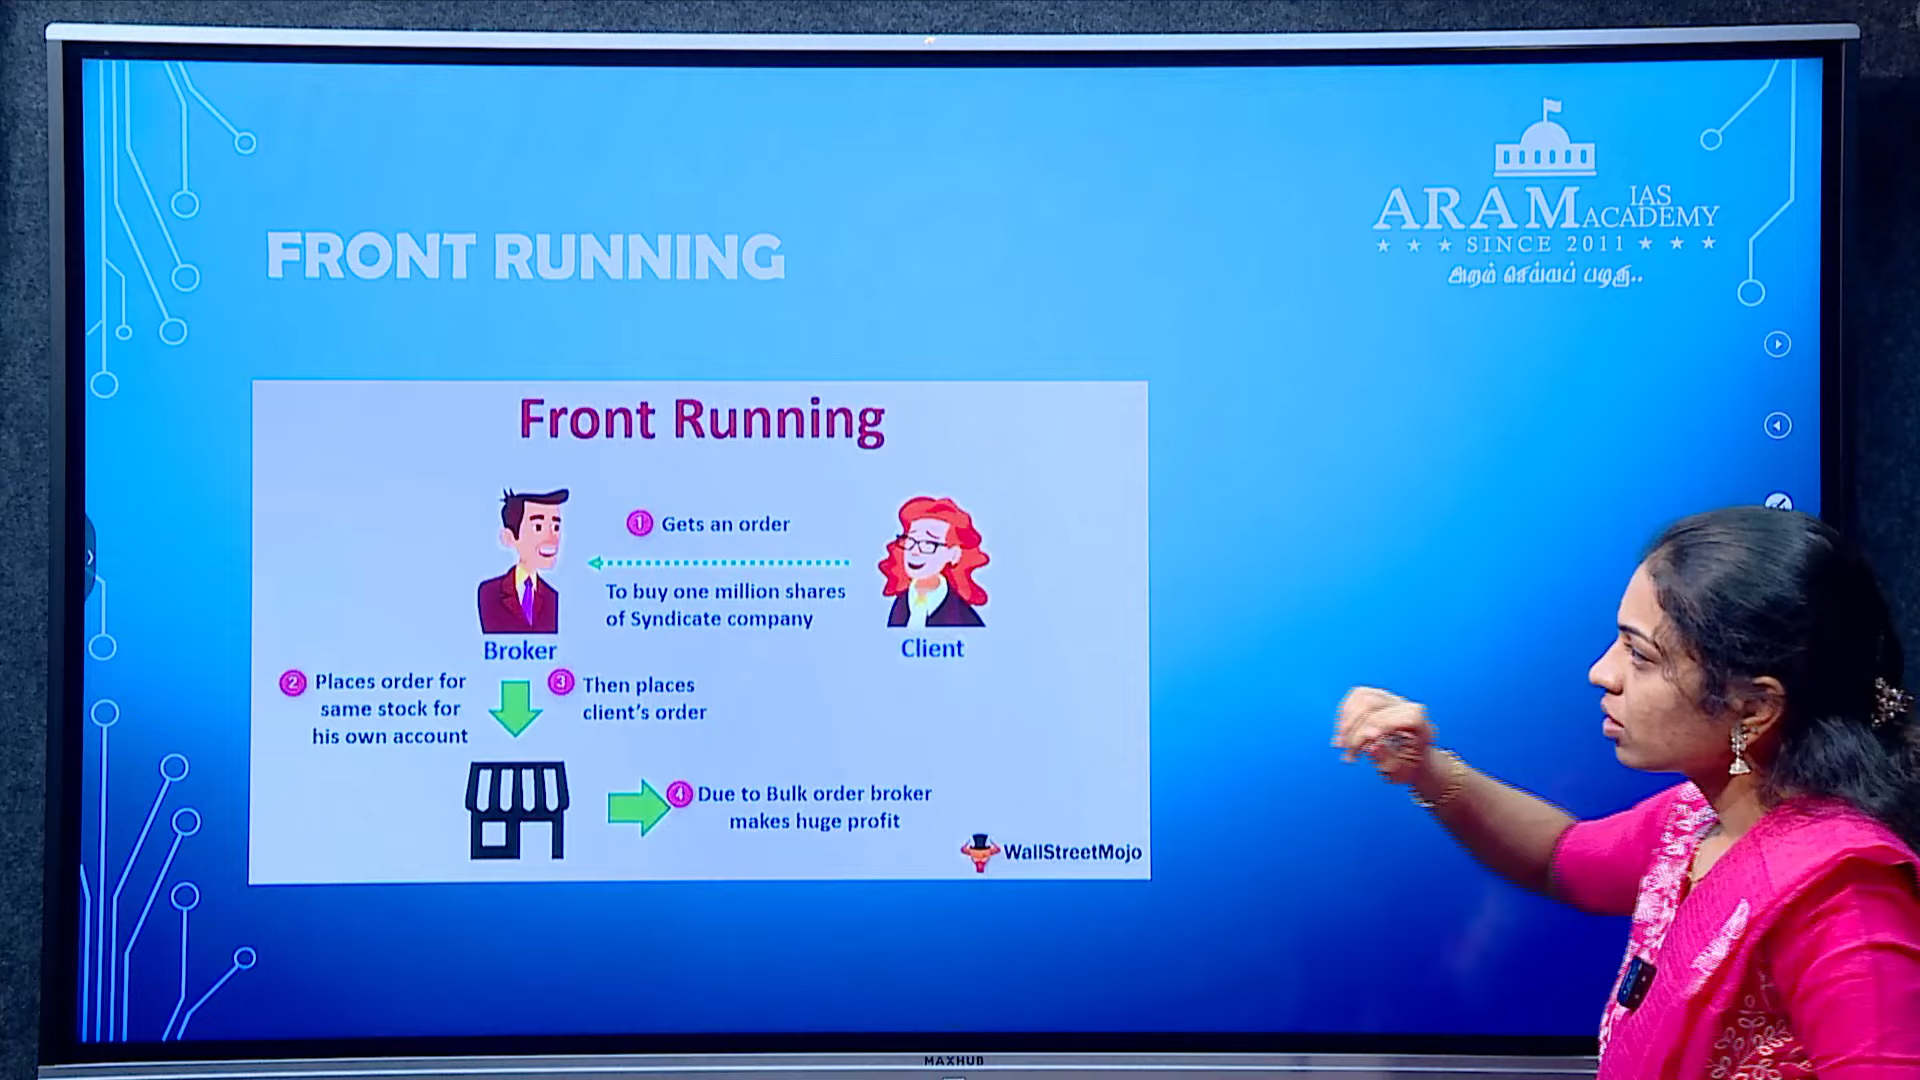 ARAM IAS ACADEMY
★ ★ ★ SINCE 2011 ★ ★ ★
அறம் செய்யப் பழகு..
FRONT RUNNING
Front Running
1 Gets an order
To buy one million shares
of Syndicate company
Broker
Client
2 Places order for
same stock for
his own account
3 Then places
client's order
4 Due to Bulk order broker
makes huge profit
WallStreetMojo
MAXHUB